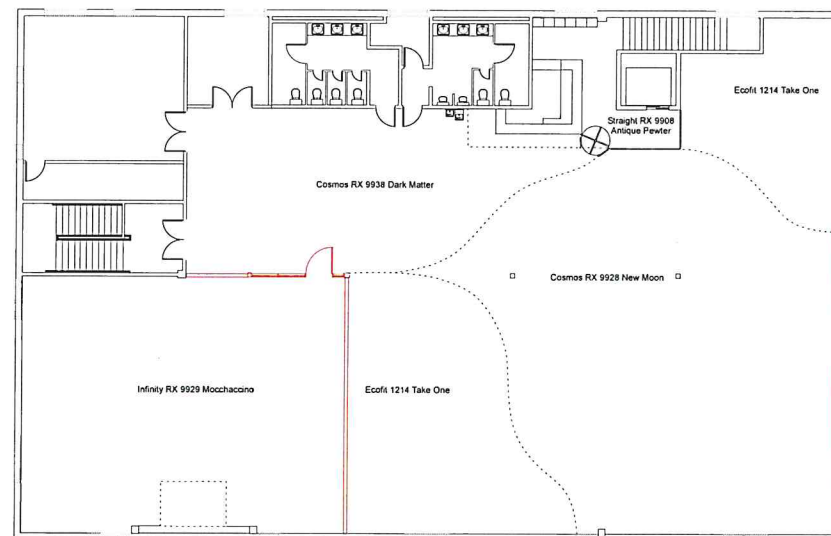 Ecofit 1214 Take One
Straight RX 9908
Antique Pewter
Cosmos RX 9938 Dark Matter
Cosmos RX 9928 New Moon
Infinity RX 9929 Mocchaccino
Ecofit 1214 Take One